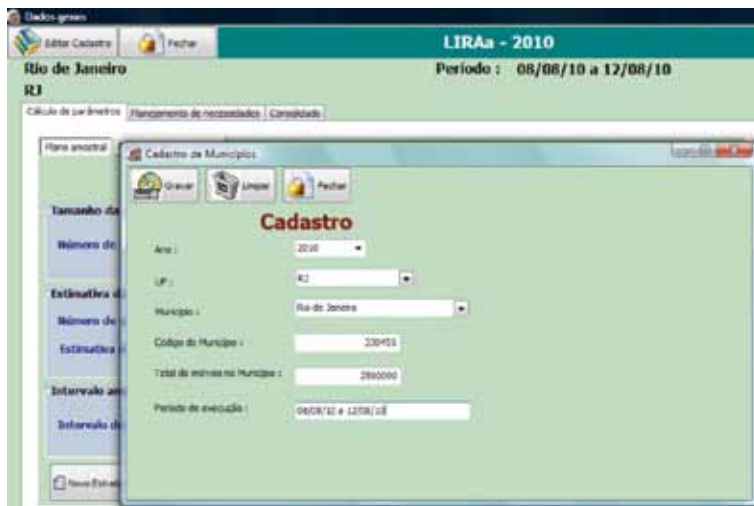 Dados gerais
Editar Cadastro Fechar LIRAa - 2010
Rio de Janeiro Período : 08/08/10 a 12/08/10
RJ
Cálculo de parâmetros Planejamento de necessidades Consolidado
Plano amostral
Cadastro de Municípios
Gravar Limpar Fechar
Cadastro
Tamanho da
Número de
Ano : 2010
UF : RJ
Estimativa d
Município : Rio de Janeiro
Número de
Código do Município :
Estimativa
Total de imóveis no Município :
Intervalo am
Período de execução : 08/08/10 a 12/08/10
Intervalo d
Novo Estrat